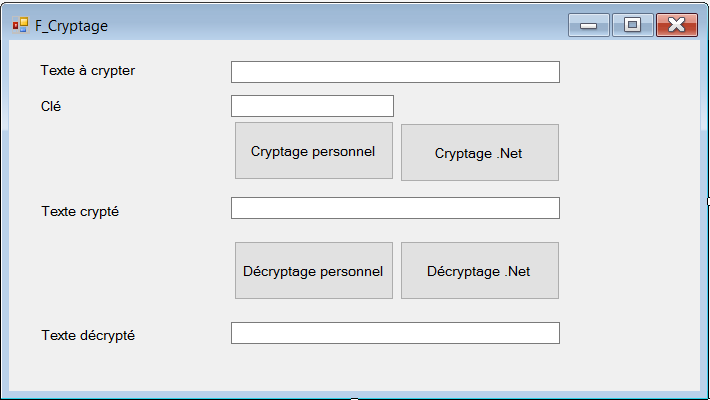 F_Cryptage
Texte à crypter
Clé
Cryptage personnel
Cryptage .Net
Texte crypté
Décryptage personnel
Décryptage .Net
Texte décrypté